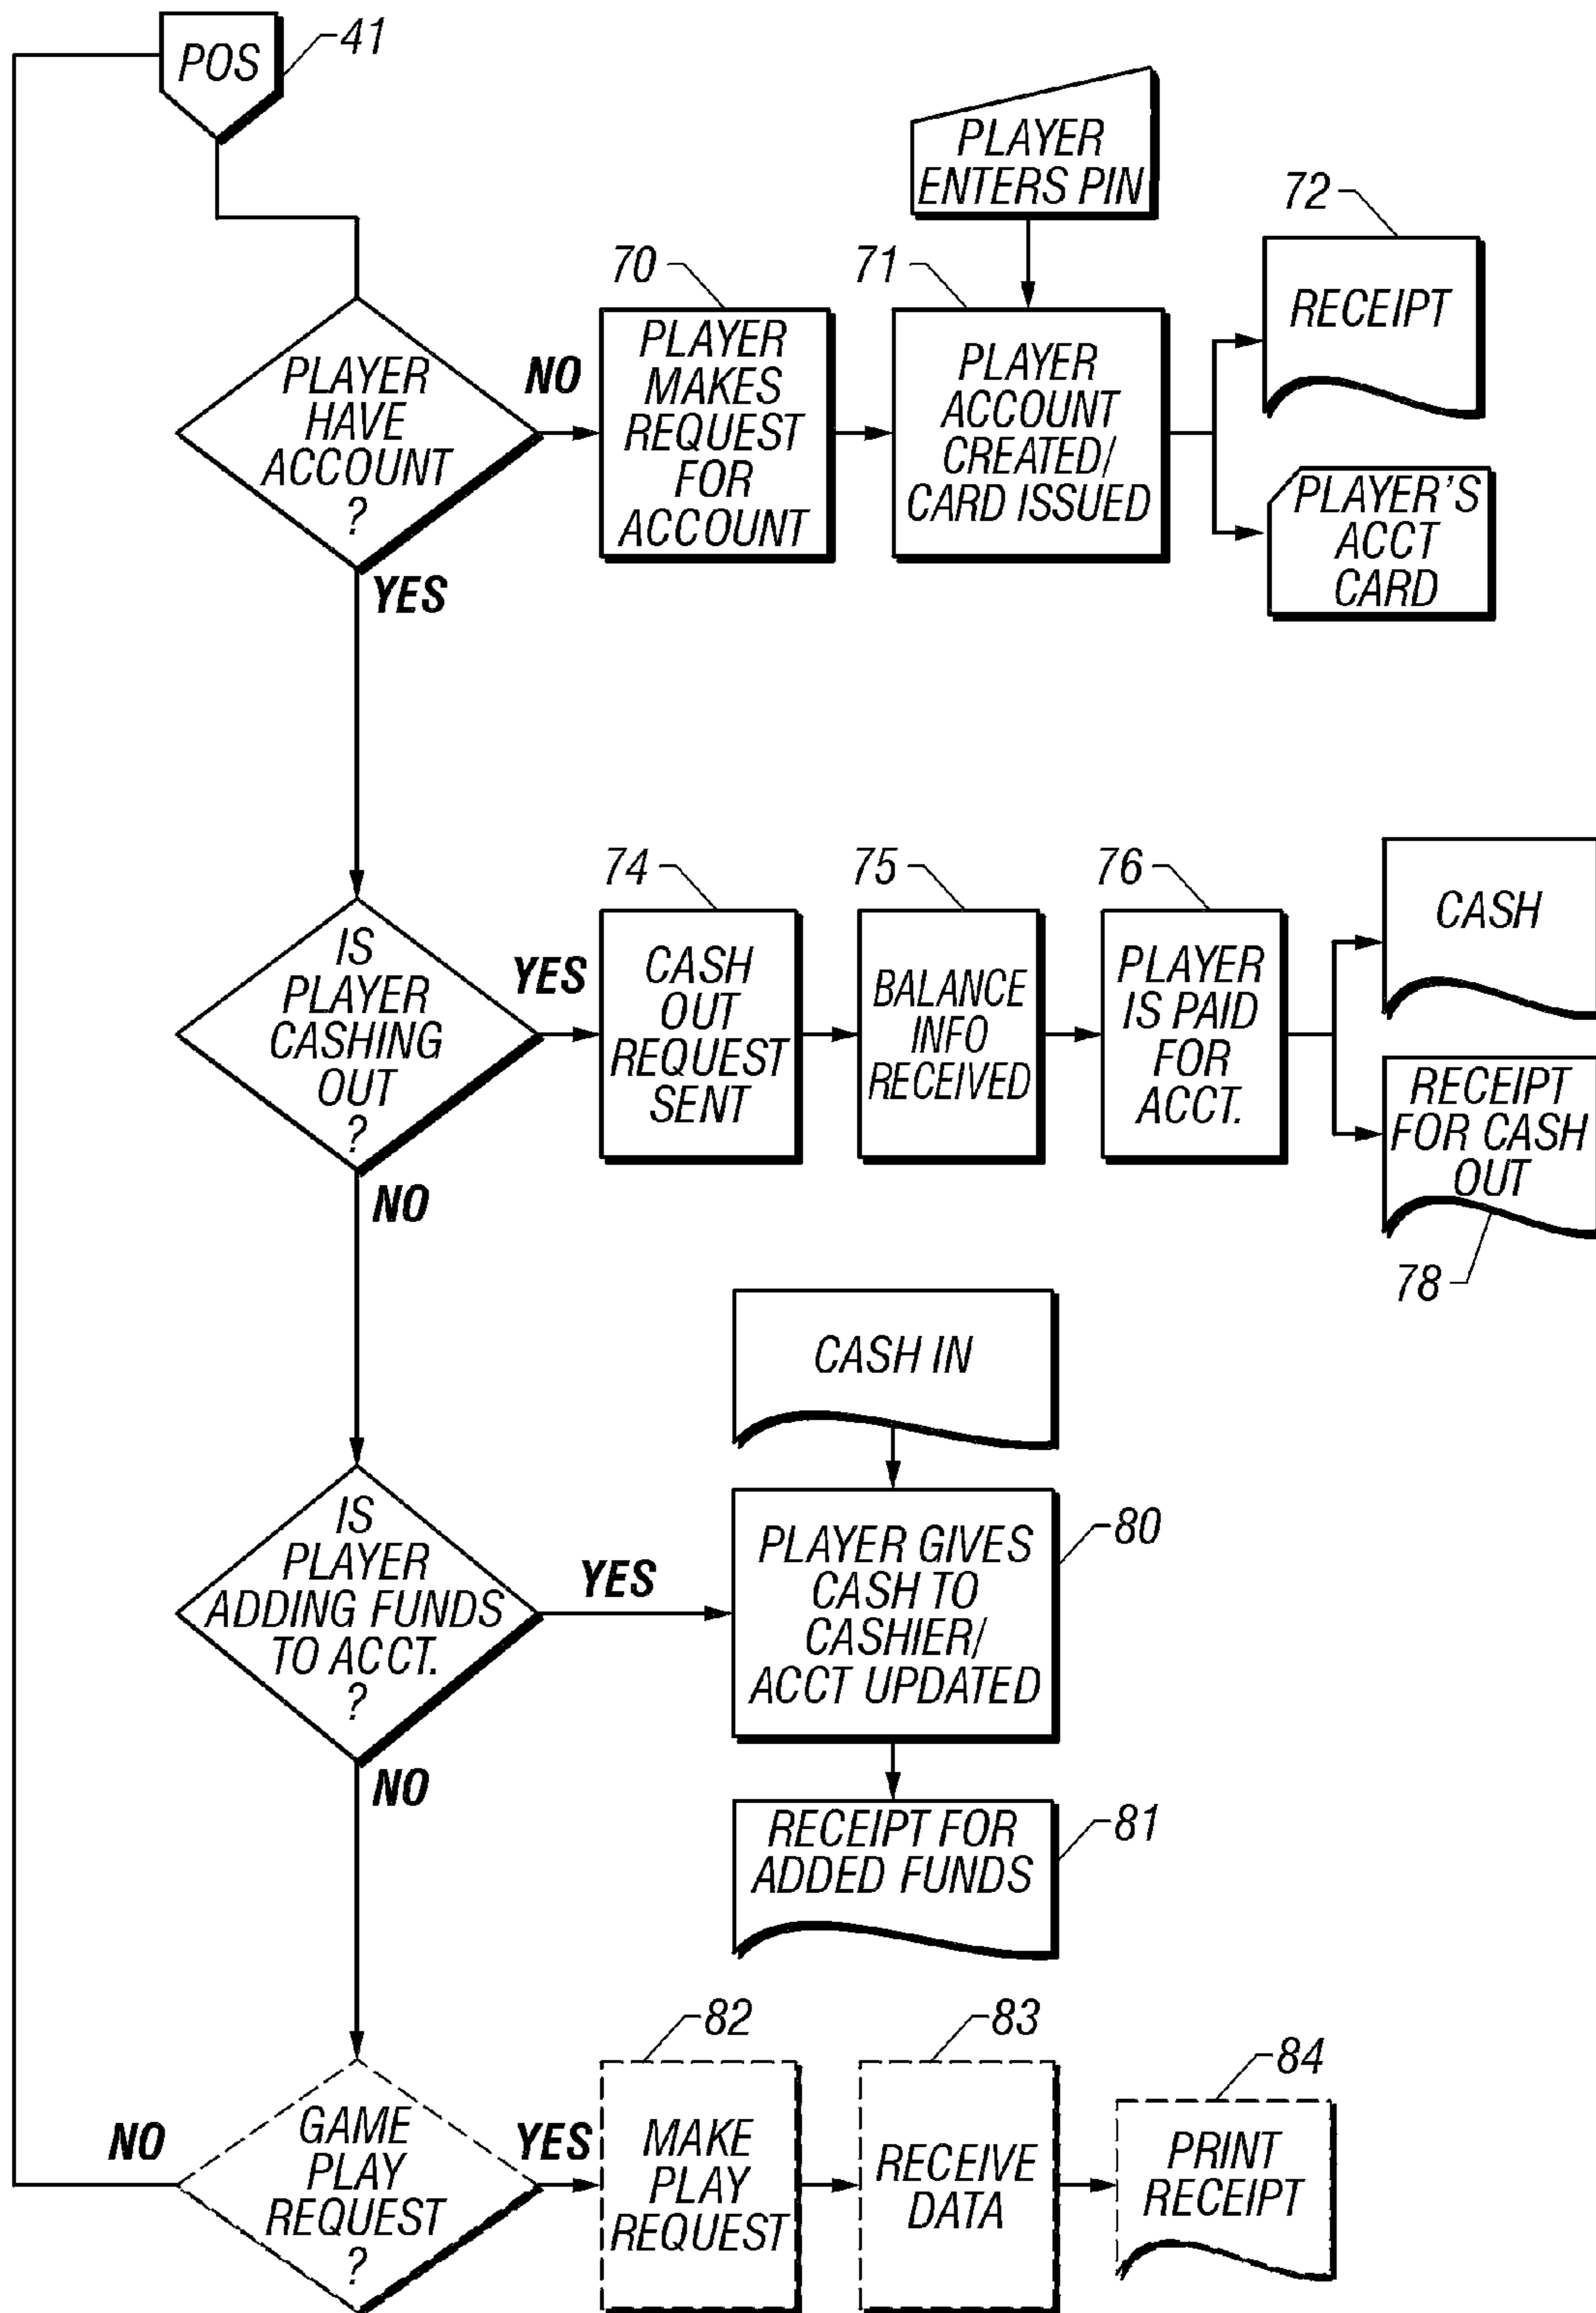 POS
41
PLAYER
ENTERS PIN
72
RECEIPT
70
71
PLAYER
HAVE
ACCOUNT
?
NO
YES
PLAYER
MAKES
REQUEST
FOR
ACCOUNT
PLAYER
ACCOUNT
CREATED/
CARD ISSUED
PLAYER'S
ACCT
CARD
74
75
76
CASH
IS
PLAYER
CASHING
OUT
?
YES
NO
CASH
OUT
REQUEST
SENT
BALANCE
INFO
RECEIVED
PLAYER
IS PAID
FOR
ACCT.
RECEIPT
FOR CASH
OUT
78
CASH IN
IS
PLAYER
ADDING FUNDS
TO ACCT.
?
YES
NO
PLAYER GIVES
CASH TO
CASHIER/
ACCT UPDATED
80
RECEIPT FOR
ADDED FUNDS
81
82
83
84
NO
GAME
PLAY
REQUEST
?
YES
MAKE
PLAY
REQUEST
RECEIVE
DATA
PRINT
RECEIPT